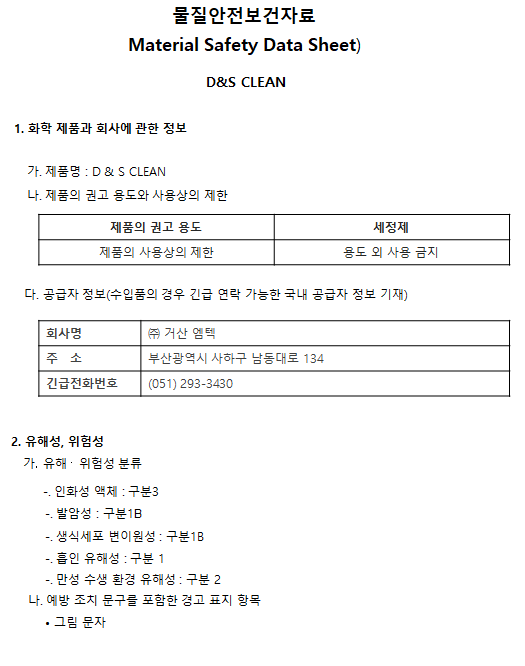 물질안전보건자료
Material Safety Data Sheet)
D&S CLEAN
1. 화학 제품과 회사에 관한 정보
가. 제품명 : D & S CLEAN
나. 제품의 권고 용도와 사용상의 제한
제품의 권고 용도 세정제
제품의 사용상의 제한 용도 외 사용 금지
다. 공급자 정보(수입품의 경우 긴급 연락 가능한 국내 공급자 정보 기재)
회사명 ㈜ 거산 엠텍
주 소 부산광역시 사하구 남동대로 134
긴급전화번호 (051) 293-3430
2. 유해성, 위험성
가. 유해· 위험성 분류
-. 인화성 액체 : 구분3
-. 발암성 : 구분1B
-. 생식세포 변이원성 : 구분1B
-. 흡인 유해성 : 구분 1
-. 만성 수생 환경 유해성 : 구분 2
나. 예방 조치 문구를 포함한 경고 표지 항목
• 그림 문자